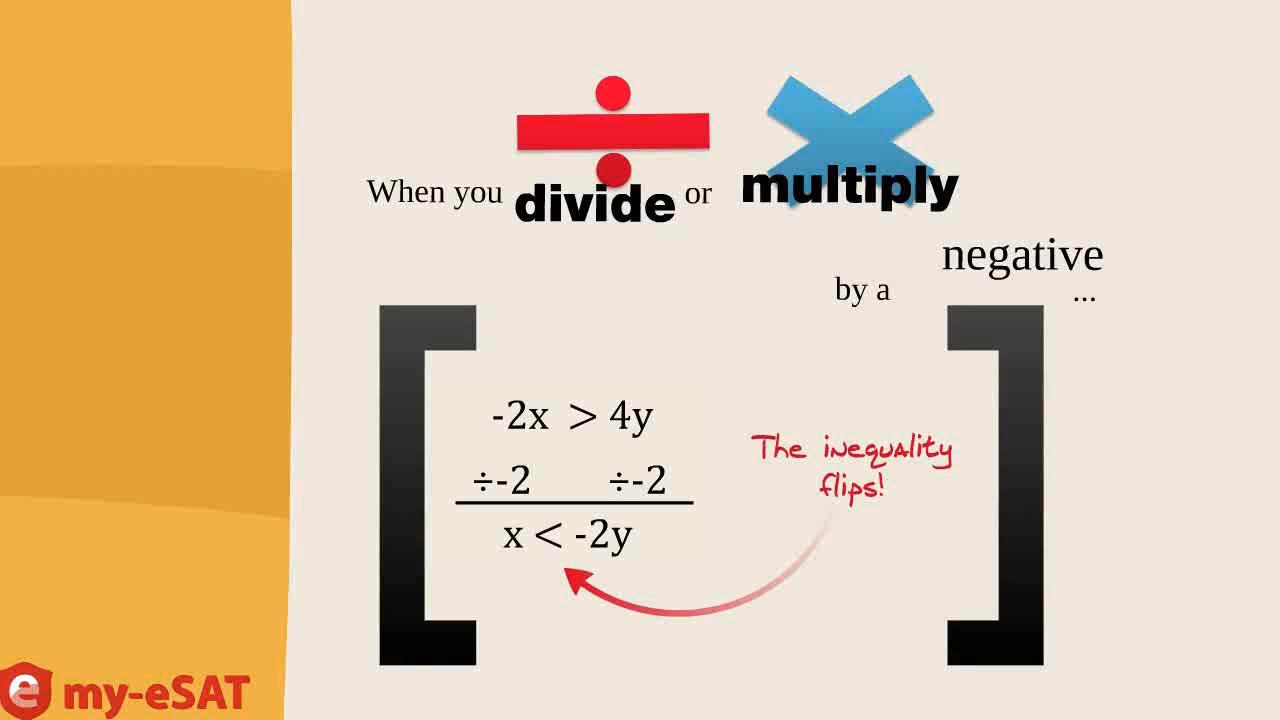 When you divide or multiply
by a negative ...
-2x > 4y
÷-2 ÷-2
x < -2y
The inequality
flips!
e my-eSAT